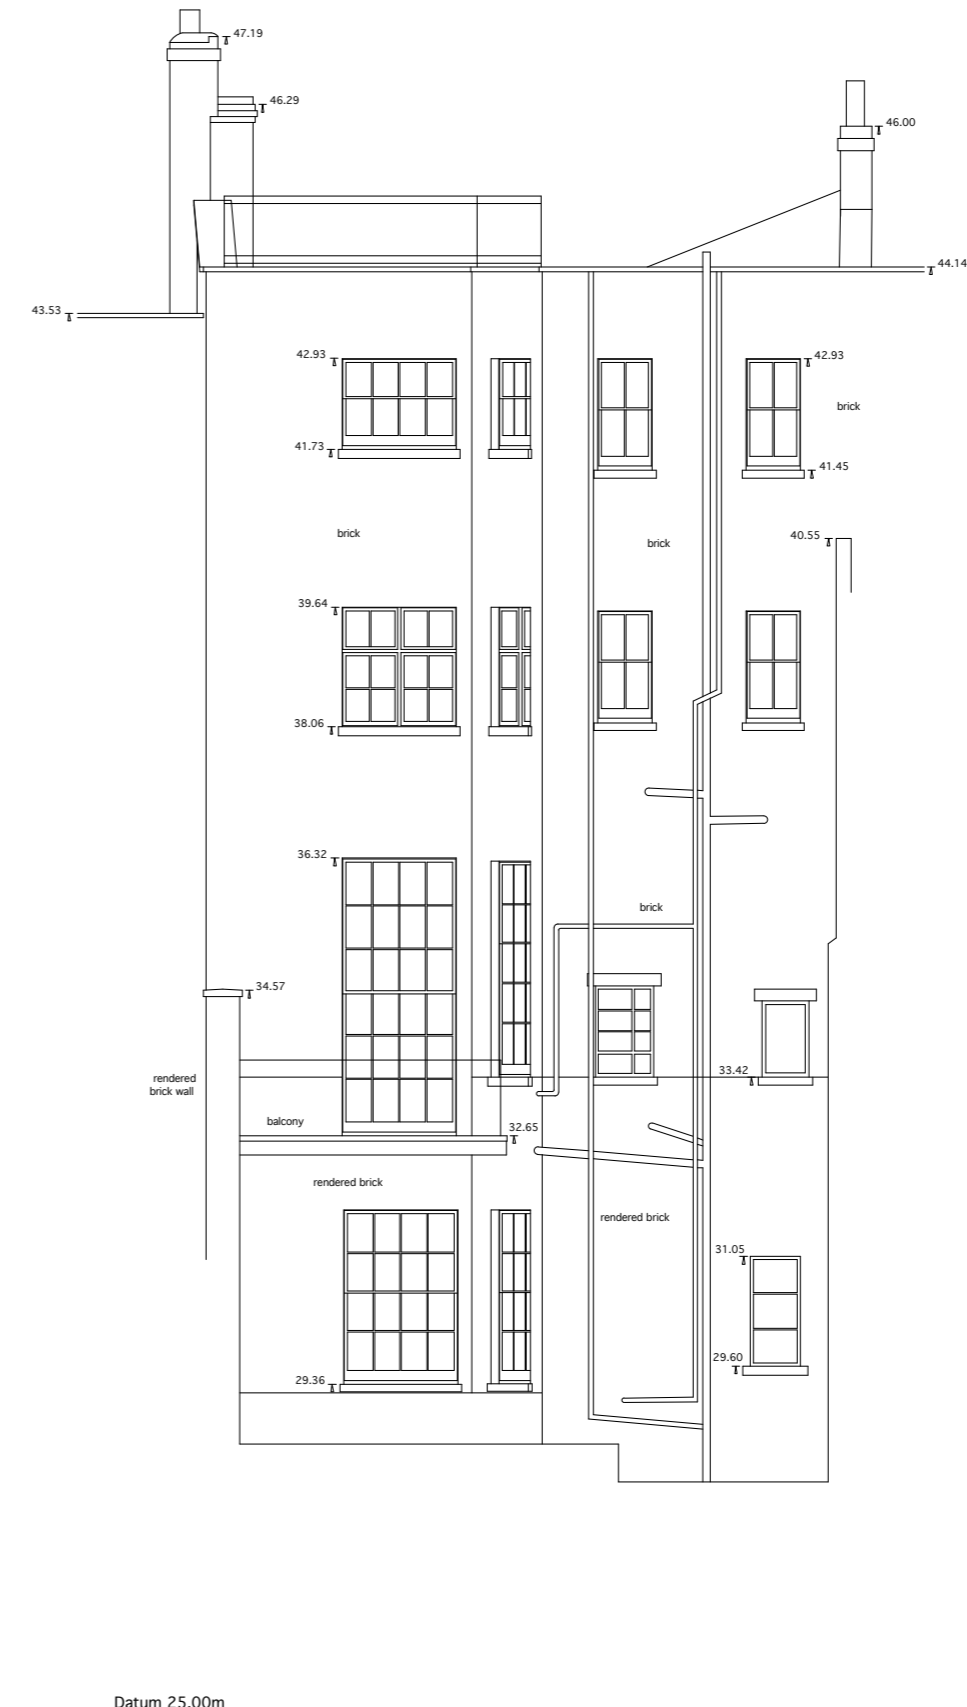 47.19
46.29
46.00
44.14
43.53
42.93
42.93
brick
41.73
41.45
brick
brick
40.55
39.64
38.06
36.32
brick
34.57
33.42
rendered
brick wall
balcony
32.65
rendered brick
rendered brick
31.05
29.60
29.36
Datum 25.00m